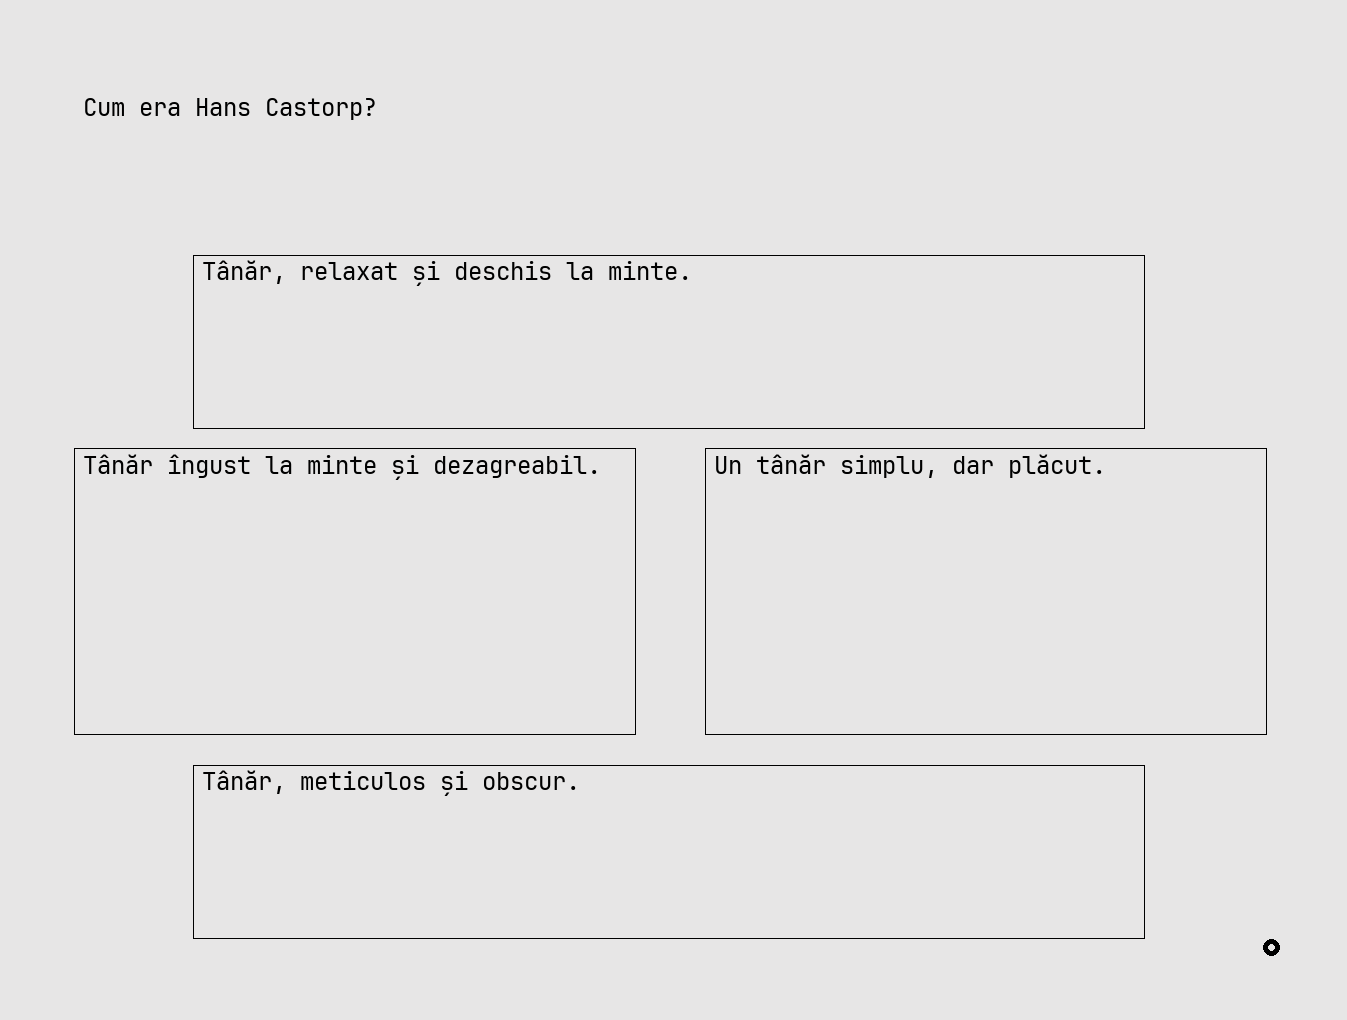 Cum era Hans Castorp?
Tânăr, relaxat și deschis la minte.
Tânăr îngust la minte și dezagreabil.
Un tânăr simplu, dar plăcut.
Tânăr, meticulos și obscur.